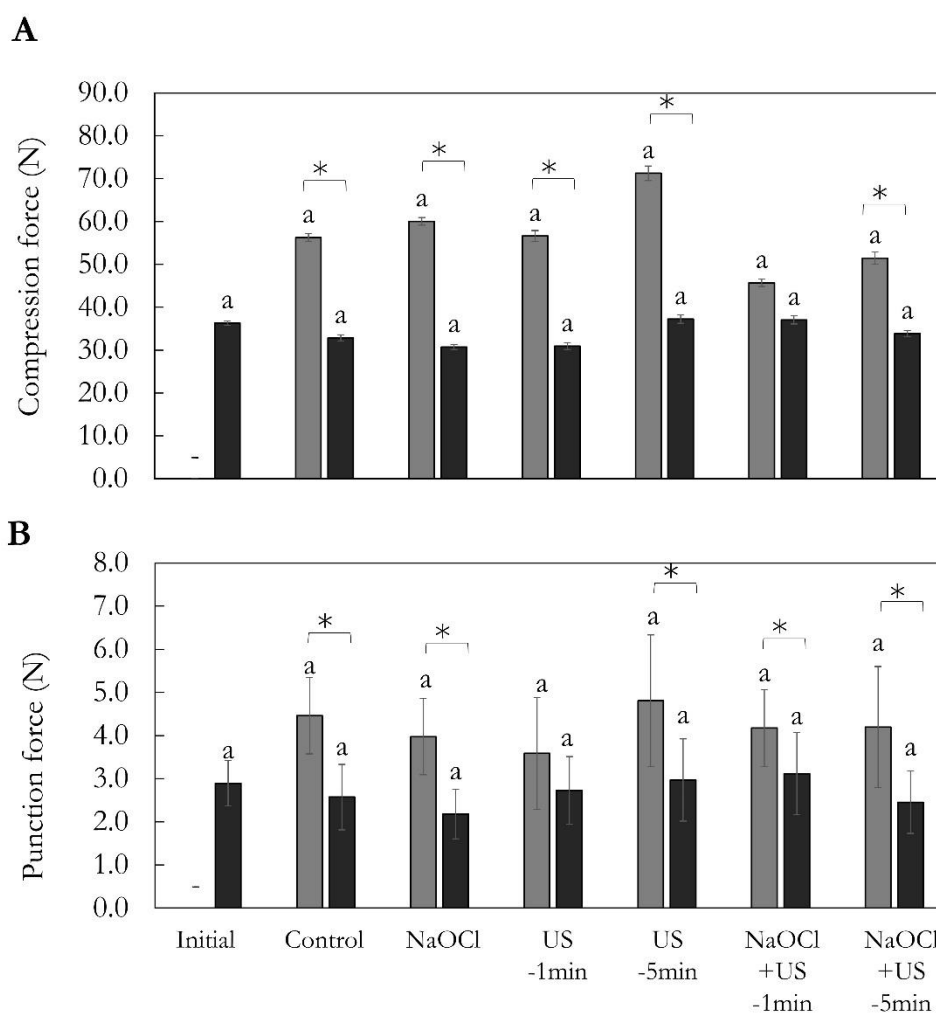 A
Compression force (N)
90.0
80.0
70.0
60.0
50.0
40.0
30.0
20.0
10.0
0.0
-
a
*
a
a
*
a
a
*
a
a
*
a
a
a
a
*
a
a
B
Punction force (N)
8.0
7.0
6.0
5.0
4.0
3.0
2.0
1.0
0.0
-
a
*
a
a
*
a
a
a
a
*
a
a
*
a
a
*
a
a
Initial
Control
NaOCl
US
-1min
US
-5min
NaOCl
+US
-1min
NaOCl
+US
-5min